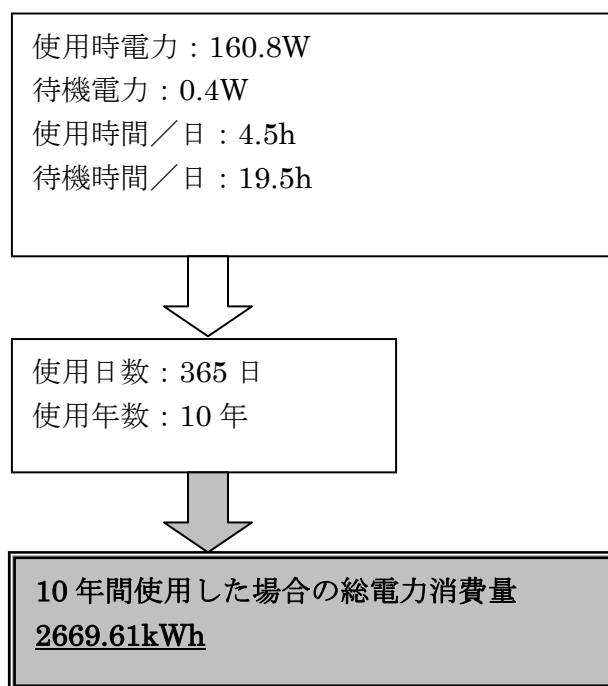 使用時電力：160.8W
待機電力：0.4W
使用時間／日：4.5h
待機時間／日：19.5h
使用日数：365 日
使用年数：10 年
10 年間使用した場合の総電力消費量
2669.61kWh